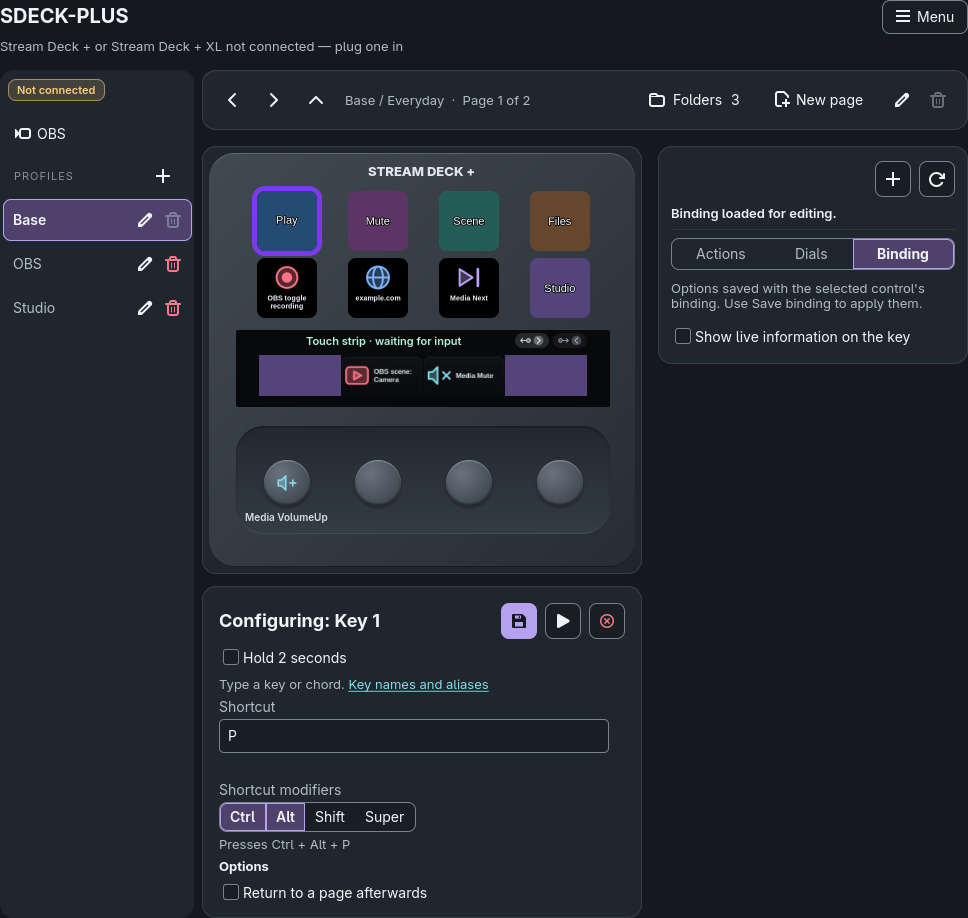 SDECK-PLUS
Menu
Stream Deck + or Stream Deck + XL not connected — plug one in
Not connected
OBS
PROFILES
Base
OBS
Studio
Base / Everyday · Page 1 of 2
Folders 3
New page
STREAM DECK +
Play
Mute
Scene
Files
OBS toggle
recording
example.com
Media Next
Studio
Touch strip · waiting for input
OBS scene:
Camera
Media Mute
Media VolumeUp
Binding loaded for editing.
Actions
Dials
Binding
Options saved with the selected control's
binding. Use Save binding to apply them.
Show live information on the key
Configuring: Key 1
Hold 2 seconds
Type a key or chord. Key names and aliases
Shortcut
P
Shortcut modifiers
Ctrl
Alt
Shift
Super
Presses Ctrl + Alt + P
Options
Return to a page afterwards